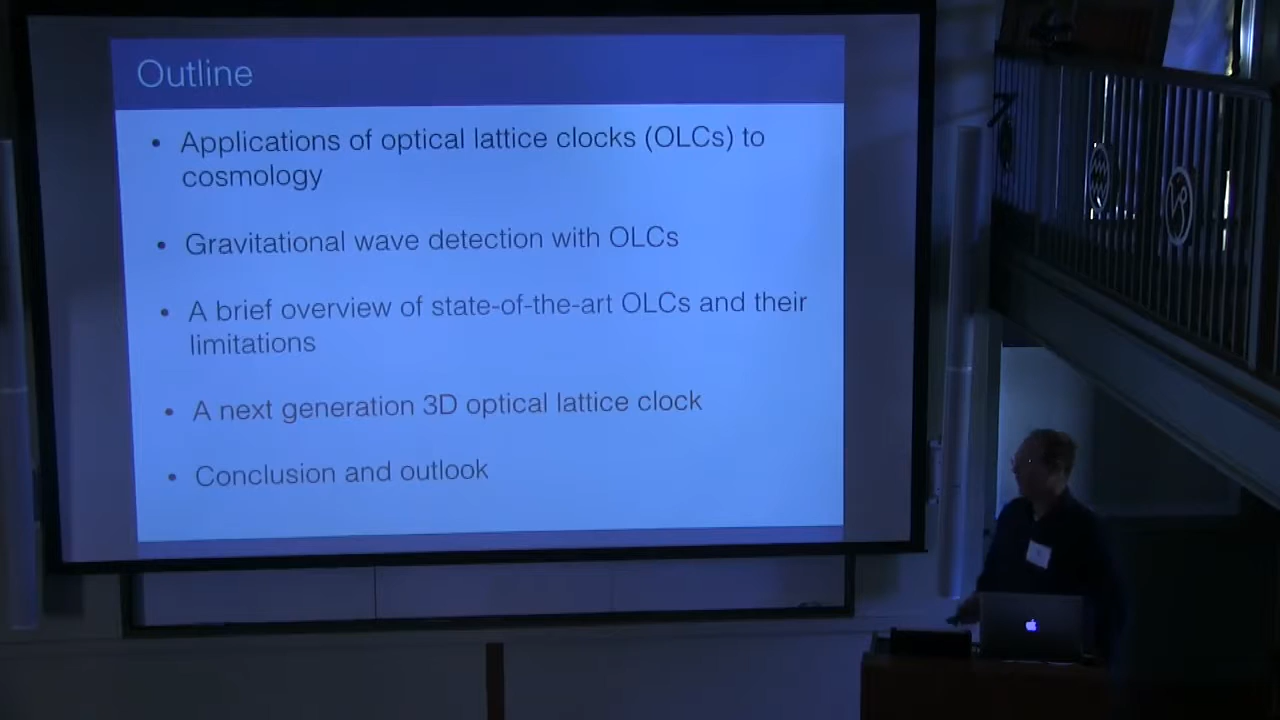 Outline
• Applications of optical lattice clocks (OLCs) to
cosmology
• Gravitational wave detection with OLCs
• A brief overview of state-of-the-art OLCs and their
limitations
• A next generation 3D optical lattice clock
• Conclusion and outlook